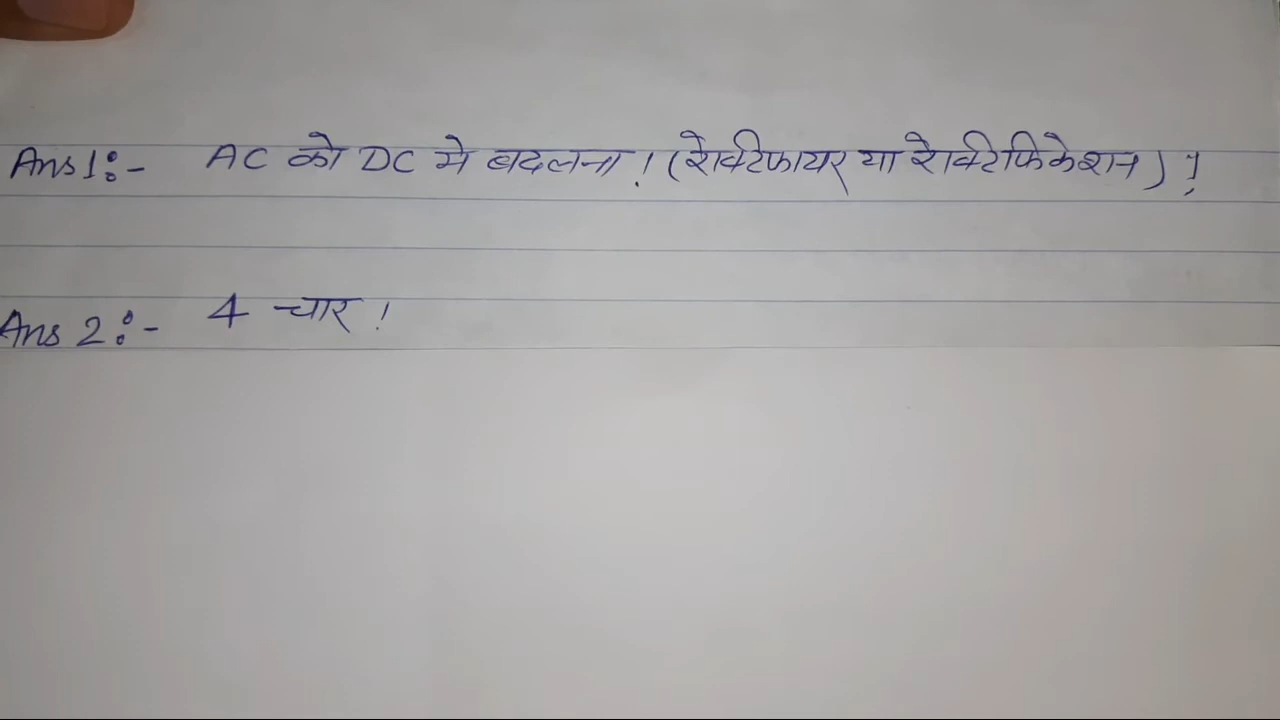 Ans 1:- AC को DC मे बदलना ! (रेक्टिफायर या रेक्टिफिकेशन) !
Ans 2:- 4 चार !